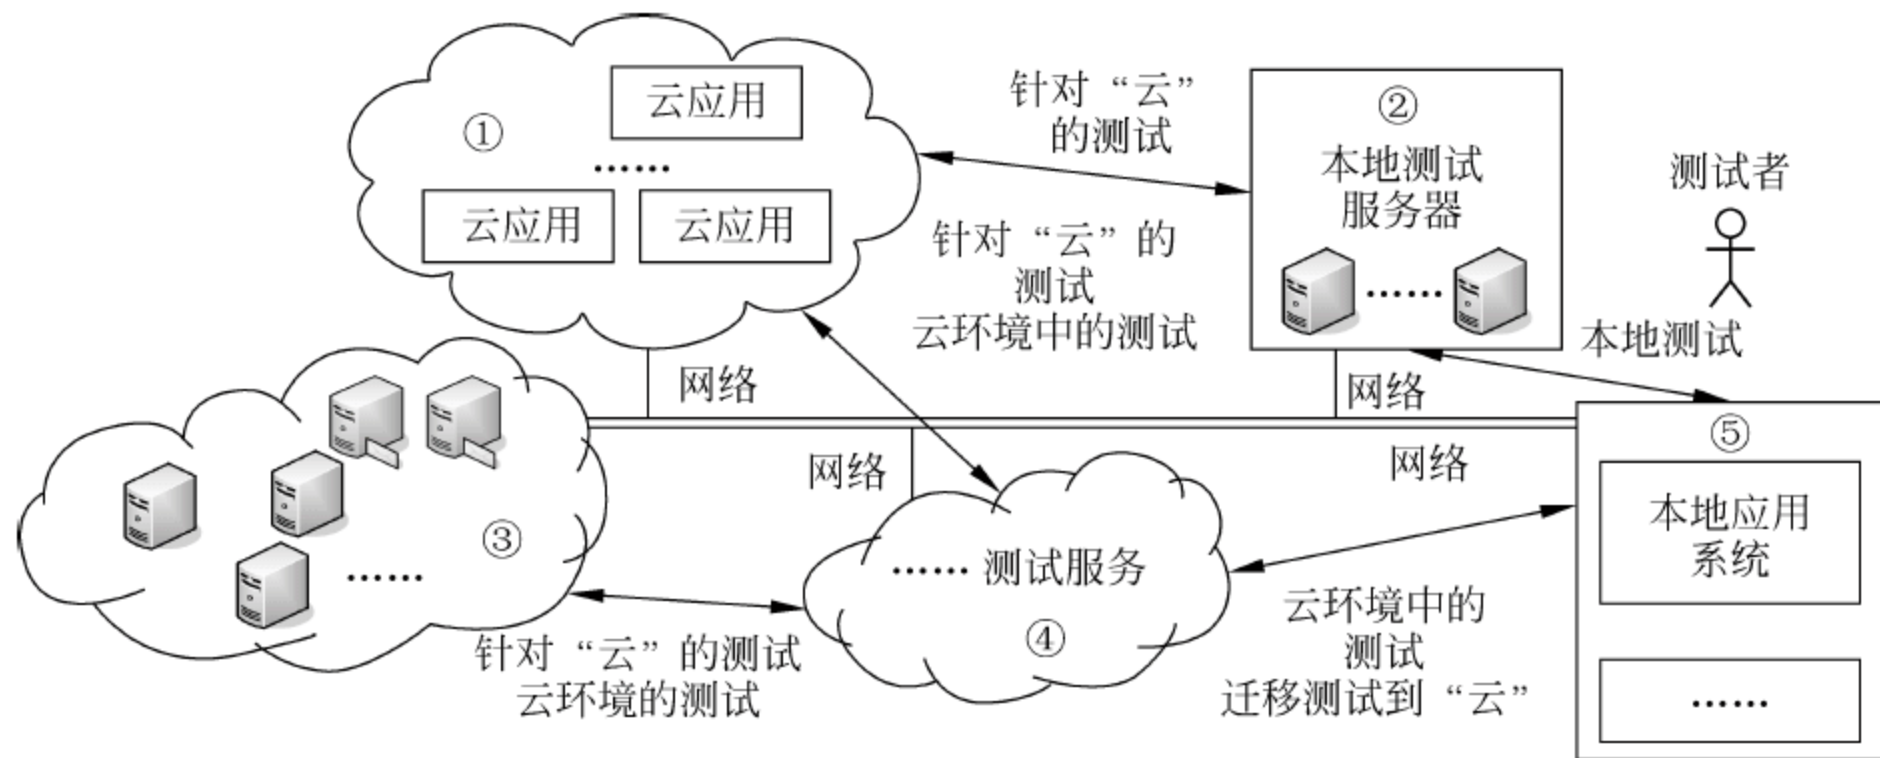 ①
云应用
……
云应用
云应用
针对“云”
的测试
②
本地测试
服务器
……
测试者
针对“云”的
测试
云环境中的测试
本地测试
网络
网络
③
……
网络
网络
⑤
本地应用
系统
……
……测试服务
④
针对“云”的测试
云环境的测试
云环境中的
测试
迁移测试到“云”